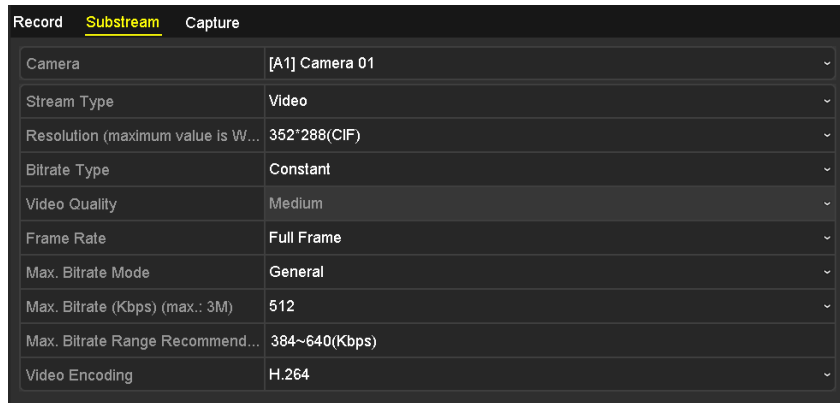 Record Substream Capture
Camera [A1] Camera 01
Stream Type Video
Resolution (maximum value is W... 352*288(CIF)
Bitrate Type Constant
Video Quality Medium
Frame Rate Full Frame
Max. Bitrate Mode General
Max. Bitrate (Kbps) (max.: 3M) 512
Max. Bitrate Range Recommend... 384~640(Kbps)
Video Encoding H.264